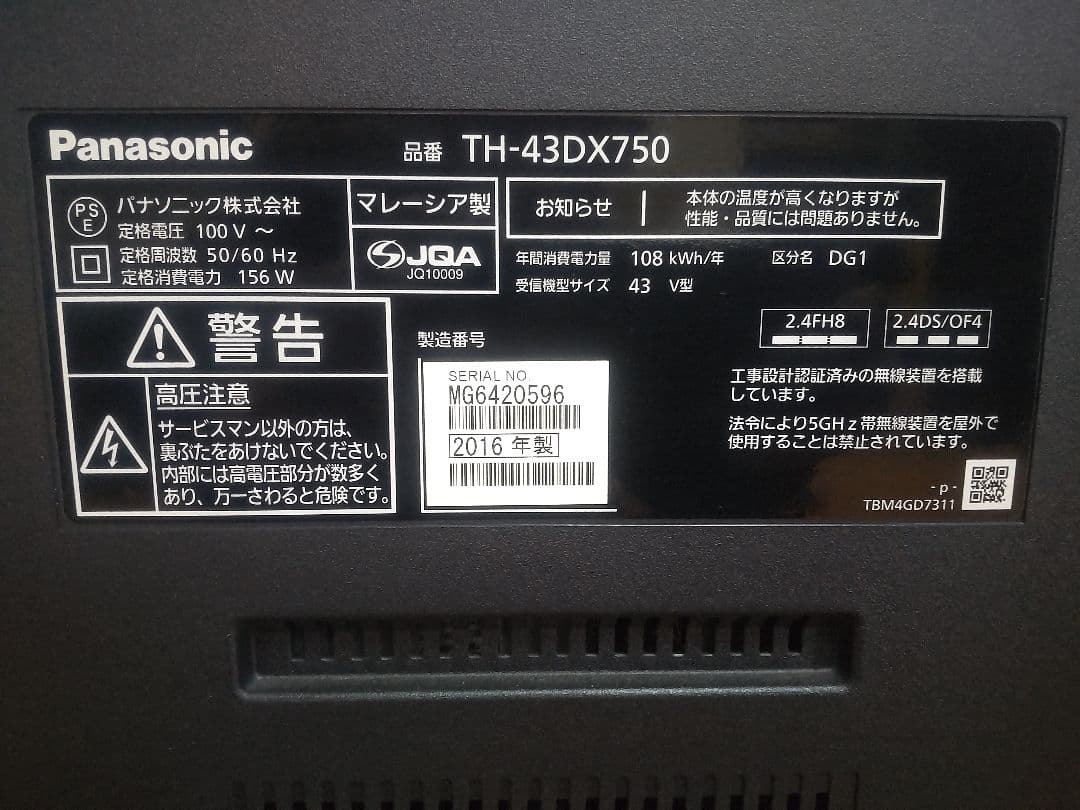 Panasonic
品番 TH-43DX750
PS
E
パナソニック株式会社
定格電圧 100 V ～
定格周波数 50/60 Hz
定格消費電力 156 W
マレーシア製
JQA
JQ10009
お知らせ
本体の温度が高くなりますが
性能・品質には問題ありません。
年間消費電力量 108 kWh/年 区分名 DG1
受信機型サイズ 43 V型
2.4FH8
2.4DS/OF4
警告
高圧注意
サービスマン以外の方は、
裏ぶたをあけないでください。
内部には高電圧部分が数多く
あり、万一さわると危険です。
製造番号
SERIAL NO.
MG6420596
2016 年製
工事設計認証済みの無線装置を搭載
しています。
法令により5GHz帯無線装置を屋外で
使用することは禁止されています。
- p -
TBM4GD7311